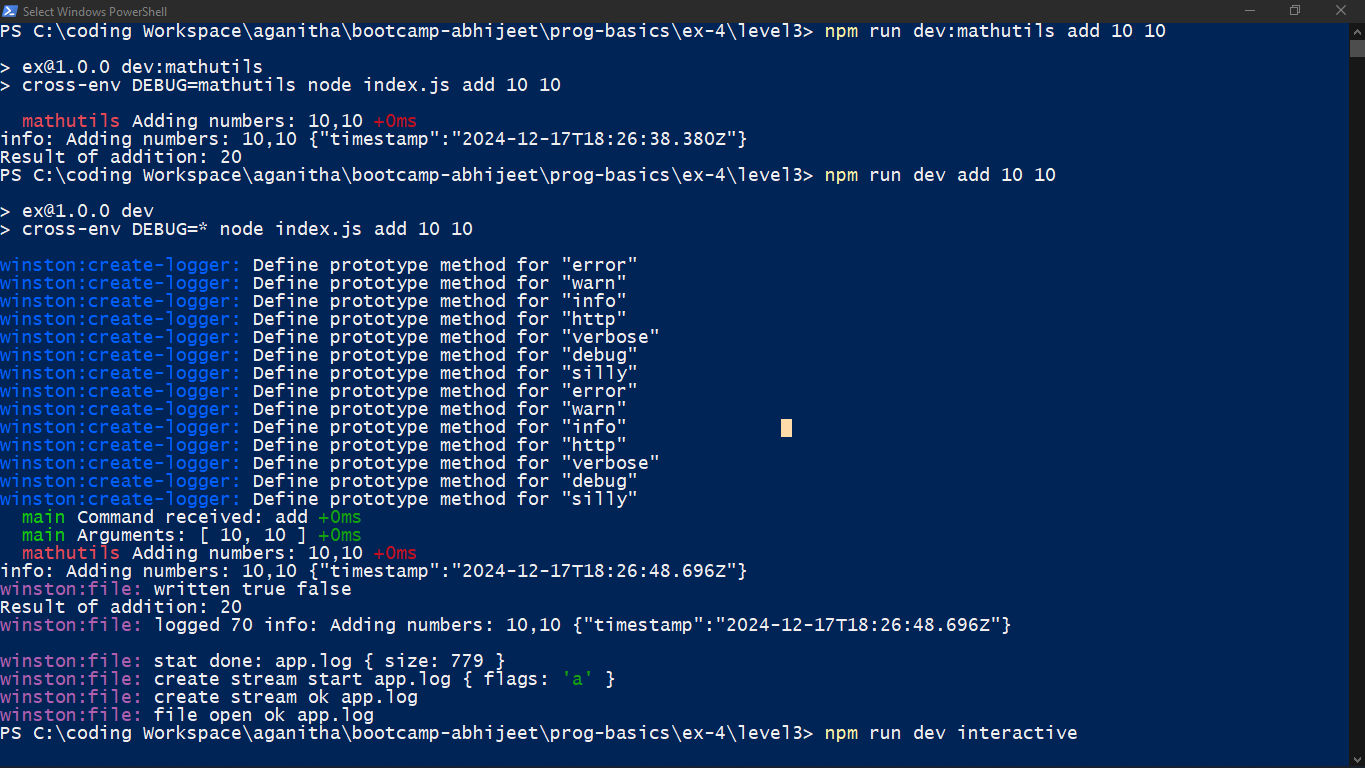 Select Windows PowerShell
PS C:\coding Workspace\aganitha\bootcamp-abhijeet\prog-basics\ex-4\level3> npm run dev:mathutils add 10 10
> ex@1.0.0 dev:mathutils
> cross-env DEBUG=mathutils node index.js add 10 10
mathutils Adding numbers: 10,10 +0ms
info: Adding numbers: 10,10 {"timestamp":"2024-12-17T18:26:38.380Z"}
Result of addition: 20
PS C:\coding Workspace\aganitha\bootcamp-abhijeet\prog-basics\ex-4\level3> npm run dev add 10 10
> ex@1.0.0 dev
> cross-env DEBUG=* node index.js add 10 10
winston:create-logger: Define prototype method for "error"
winston:create-logger: Define prototype method for "warn"
winston:create-logger: Define prototype method for "info"
winston:create-logger: Define prototype method for "http"
winston:create-logger: Define prototype method for "verbose"
winston:create-logger: Define prototype method for "debug"
winston:create-logger: Define prototype method for "silly"
winston:create-logger: Define prototype method for "error"
winston:create-logger: Define prototype method for "warn"
winston:create-logger: Define prototype method for "info"
winston:create-logger: Define prototype method for "http"
winston:create-logger: Define prototype method for "verbose"
winston:create-logger: Define prototype method for "debug"
winston:create-logger: Define prototype method for "silly"
main Command received: add +0ms
main Arguments: [ 10, 10 ] +0ms
mathutils Adding numbers: 10,10 +0ms
info: Adding numbers: 10,10 {"timestamp":"2024-12-17T18:26:48.696Z"}
winston:file: written true false
Result of addition: 20
winston:file: logged 70 info: Adding numbers: 10,10 {"timestamp":"2024-12-17T18:26:48.696Z"}
winston:file: stat done: app.log { size: 779 }
winston:file: create stream start app.log { flags: 'a' }
winston:file: create stream ok app.log
winston:file: file open ok app.log
PS C:\coding Workspace\aganitha\bootcamp-abhijeet\prog-basics\ex-4\level3> npm run dev interactive